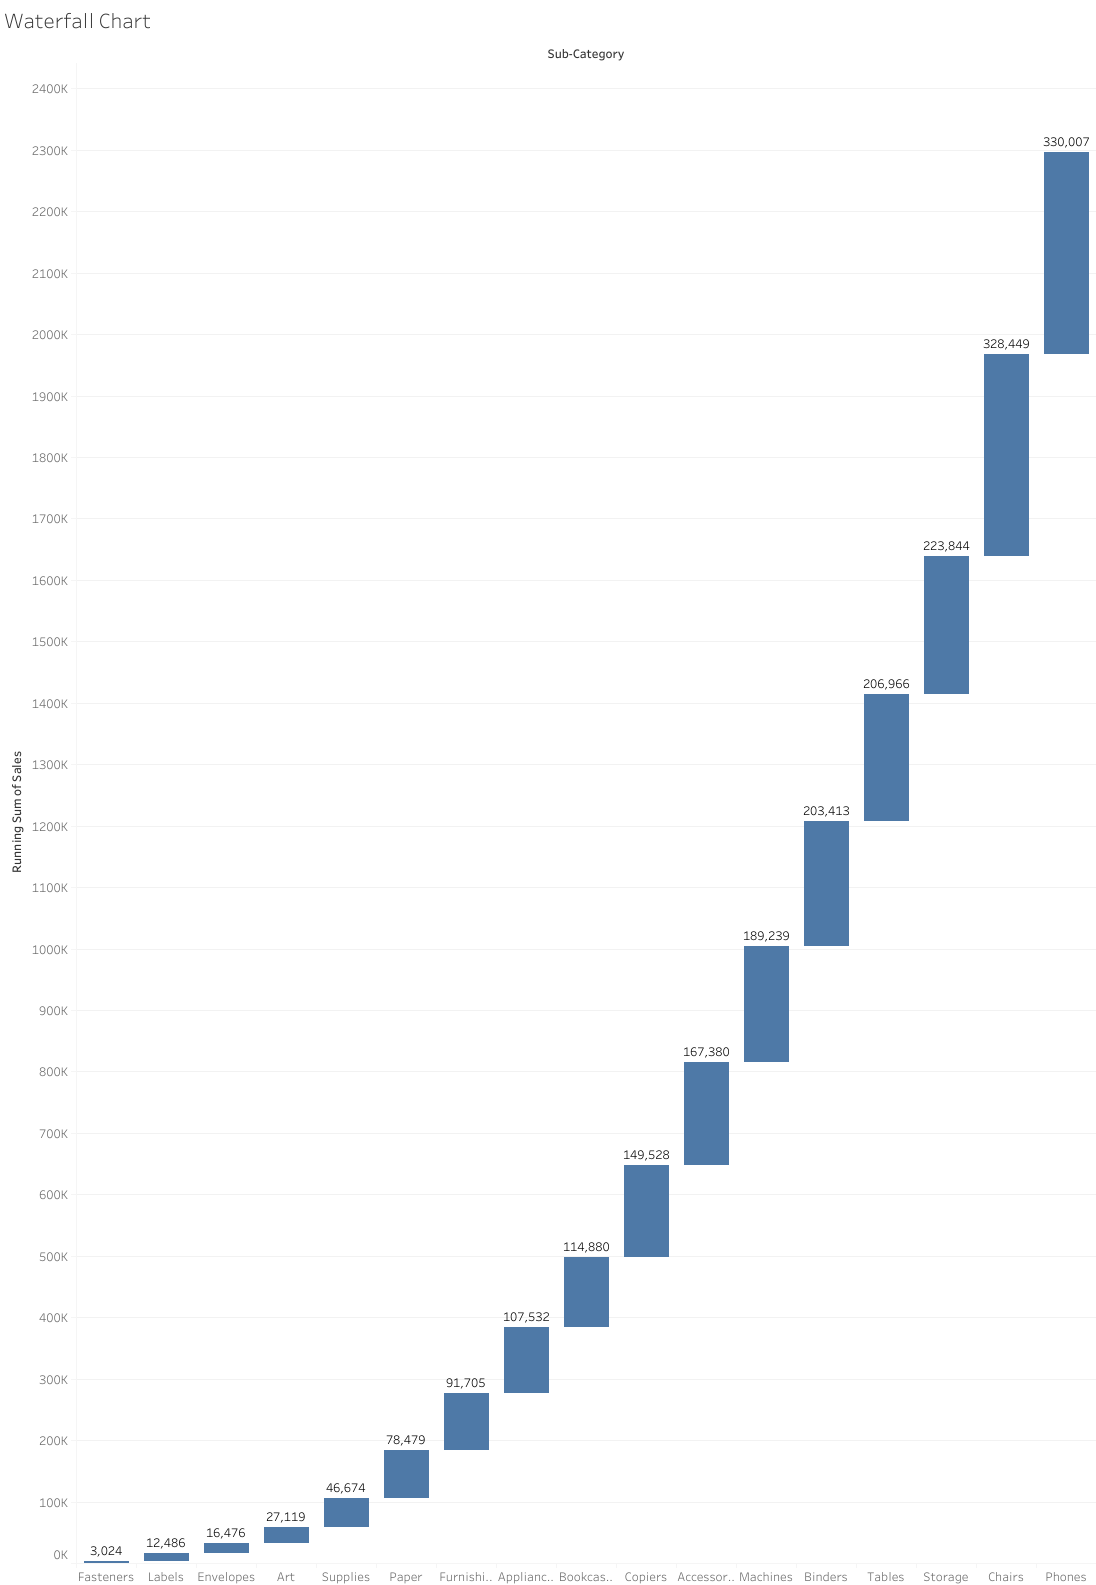 Waterfall Chart
Sub-Category
2400K
2300K
2200K
2100K
2000K
1900K
1800K
1700K
1600K
1500K
1400K
1300K
1200K
1100K
1000K
900K
800K
700K
600K
500K
400K
300K
200K
100K
0K
Running Sum of Sales
3,024
12,486
16,476
27,119
46,674
78,479
91,705
107,532
114,880
149,528
167,380
189,239
203,413
206,966
223,844
328,449
330,007
Fasteners Labels Envelopes Art Supplies Paper Furnishi.. Applianc.. Bookcas.. Copiers Accessor.. Machines Binders Tables Storage Chairs Phones